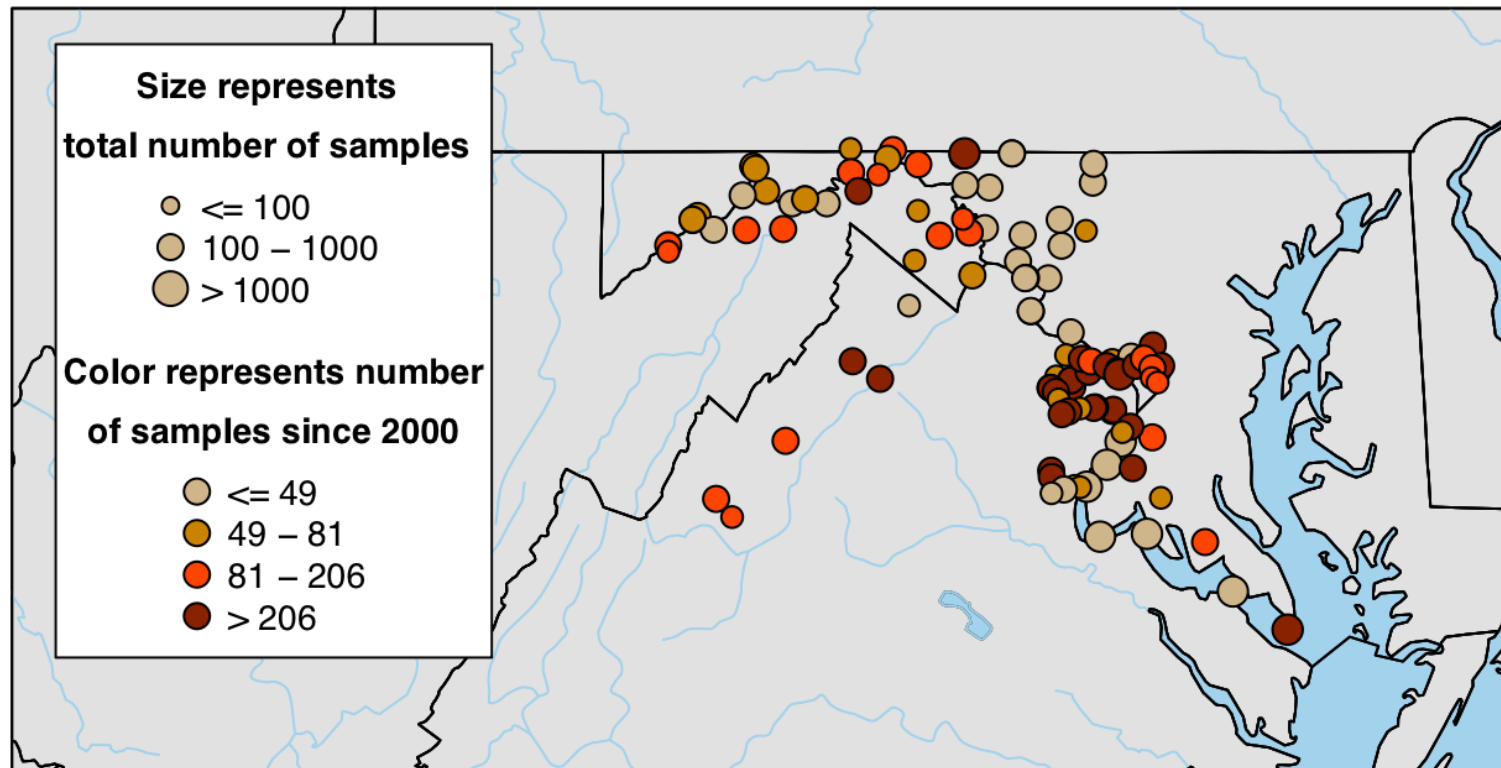 Size represents
total number of samples
<= 100
100 − 1000
> 1000
Color represents number
of samples since 2000
<= 49
49 − 81
81 − 206
> 206